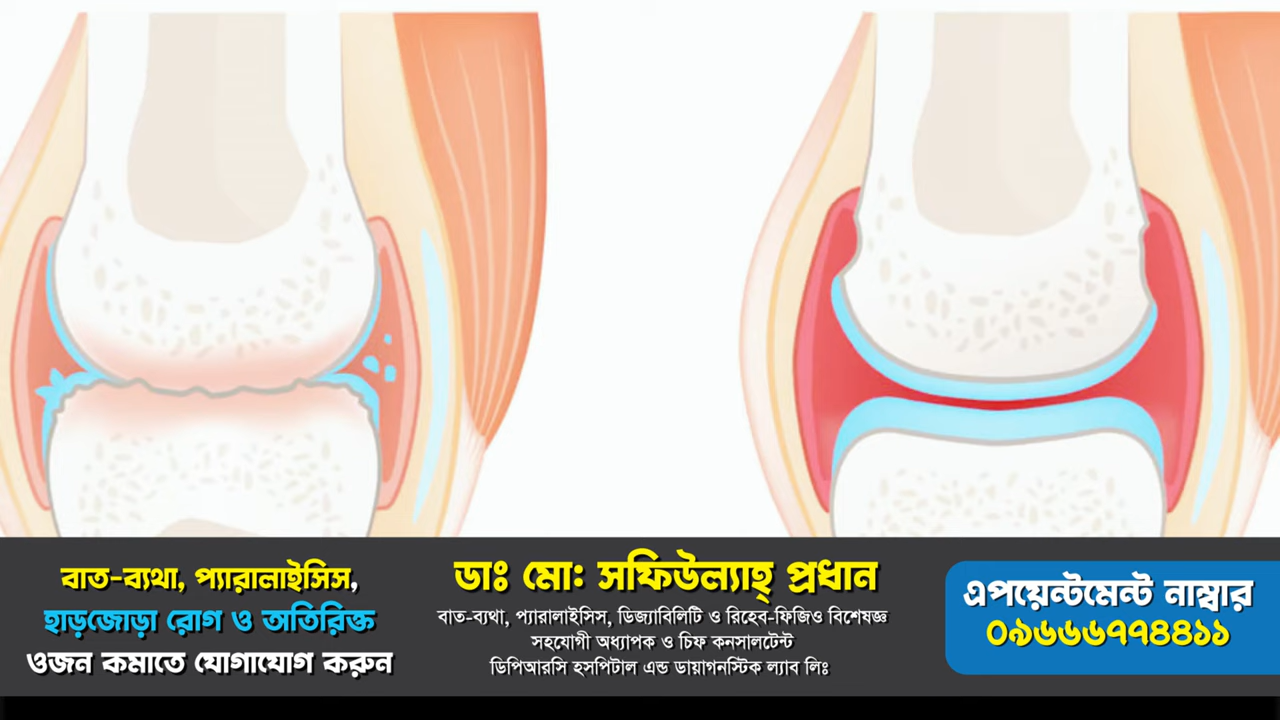 বাত-ব্যথা, প্যারালাইসিস,
হাড়জোড়া রোগ ও অতিরিক্ত
ওজন কমাতে যোগাযোগ করুন
ডাঃ মোঃ সফিউল্যাহ্ প্রধান
বাত-ব্যথা, প্যারালাইসিস, ডিজ্যাবিলিটি ও রিহেব-ফিজিও বিশেষজ্ঞ
সহযোগী অধ্যাপক ও চিফ কনসালটেন্ট
ডিপিআরসি হসপিটাল এন্ড ডায়াগনস্টিক ল্যাব লিঃ
এপয়েন্টমেন্ট নাম্বার
০৯৬৬৬৭৭৪৪১১